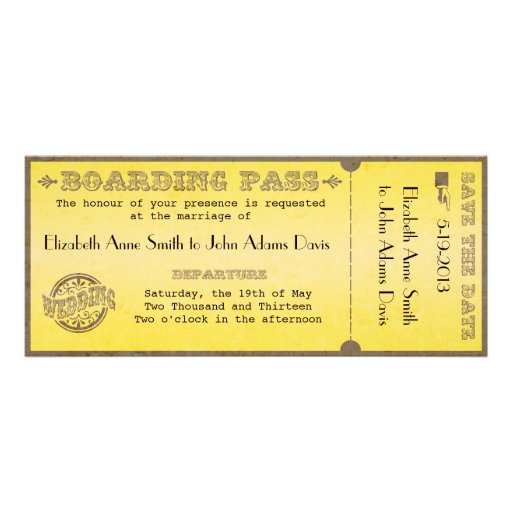 BOARDING PASS
The honour of your presence is requested
at the marriage of
Elizabeth Anne Smith to John Adams Davis
DEPARTURE
WEDDING
Saturday, the 19th of May
Two Thousand and Thirteen
Two o'clock in the afternoon
Elizabeth Anne Smith
to John Adams Davis
5-19-2013
SAVE THE DATE